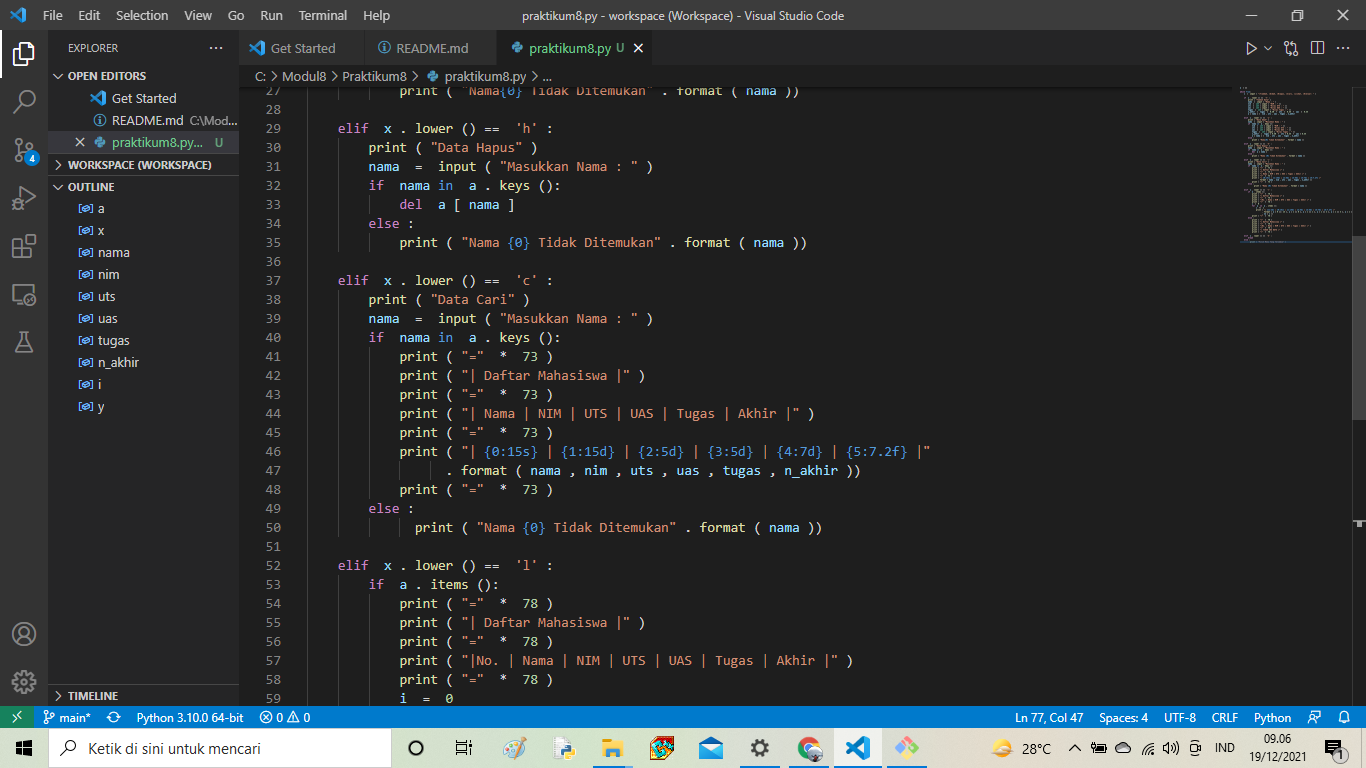 File Edit Selection View Go Run Terminal Help praktikum8.py - workspace (Workspace) - Visual Studio Code
EXPLORER
Get Started README.md praktikum8.py U
OPEN EDITORS
Get Started
README.md C:\Mod...
praktikum8.py... U
WORKSPACE (WORKSPACE)
OUTLINE
a
x
nama
nim
uts
uas
tugas
n_akhir
i
y
TIMELINE
C: > Modul8 > Praktikum8 > praktikum8.py > ...
27 print ( "Nama{0} Tidak Ditemukan" . format ( nama ))
28
29 elif x . lower () == 'h' :
30 print ( "Data Hapus" )
31 nama = input ( "Masukkan Nama : " )
32 if nama in a . keys ():
33 del a [ nama ]
34 else :
35 print ( "Nama {0} Tidak Ditemukan" . format ( nama ))
36
37 elif x . lower () == 'c' :
38 print ( "Data Cari" )
39 nama = input ( "Masukkan Nama : " )
40 if nama in a . keys ():
41 print ( "=" * 73 )
42 print ( "| Daftar Mahasiswa |" )
43 print ( "=" * 73 )
44 print ( "| Nama | NIM | UTS | UAS | Tugas | Akhir |" )
45 print ( "=" * 73 )
46 print ( "| {0:15s} | {1:15d} | {2:5d} | {3:5d} | {4:7d} | {5:7.2f} |"
47 . format ( nama , nim , uts , uas , tugas , n_akhir ))
48 print ( "=" * 73 )
49 else :
50 print ( "Nama {0} Tidak Ditemukan" . format ( nama ))
51
52 elif x . lower () == 'l' :
53 if a . items ():
54 print ( "=" * 78 )
55 print ( "| Daftar Mahasiswa |" )
56 print ( "=" * 78 )
57 print ( "|No. | Nama | NIM | UTS | UAS | Tugas | Akhir |" )
58 print ( "=" * 78 )
59 i = 0
4
main* Python 3.10.0 64-bit 0 0 Ln 77, Col 47 Spaces: 4 UTF-8 CRLF Python
Ketik di sini untuk mencari 28°C IND 09.06
19/12/2021 1